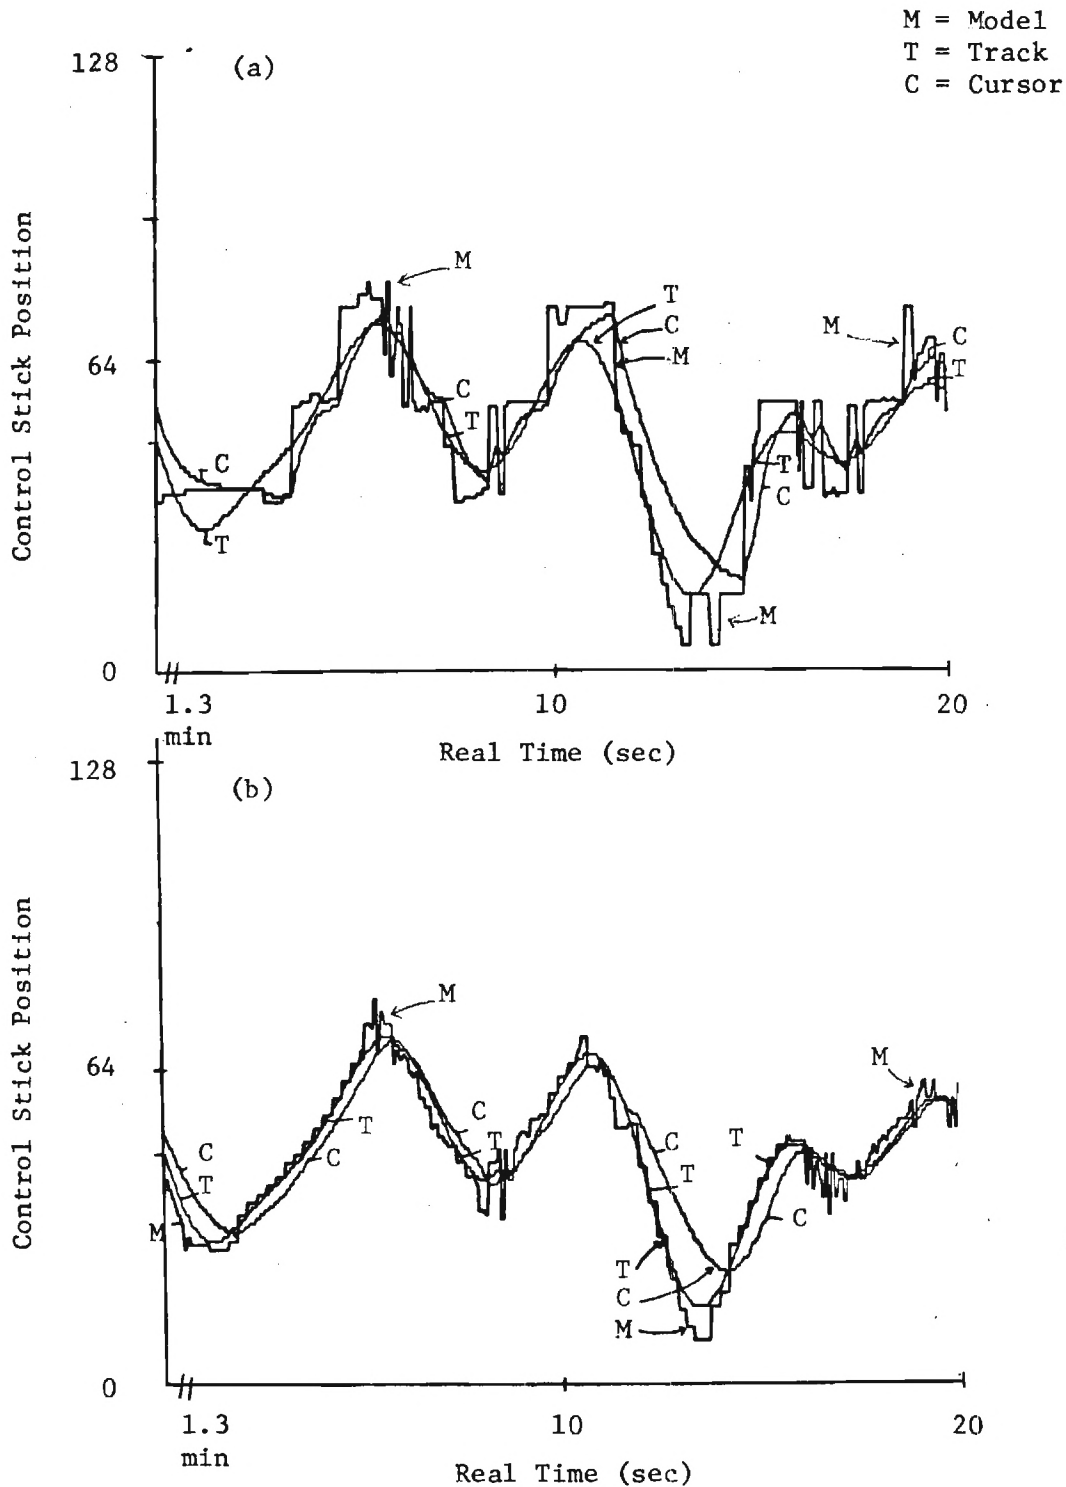 M = Model
T = Track
C = Cursor
128
(a)
Control Stick Position
M
T
C
M
M
C
T
64
C
T
C
T
T
C
M
0
1.3
min
10
20
Real Time (sec)
128
(b)
Control Stick Position
M
64
M
C
T
C
T
T
C
C
T
T
C
M
T
C
T
C
M
0
1.3
min
10
20
Real Time (sec)